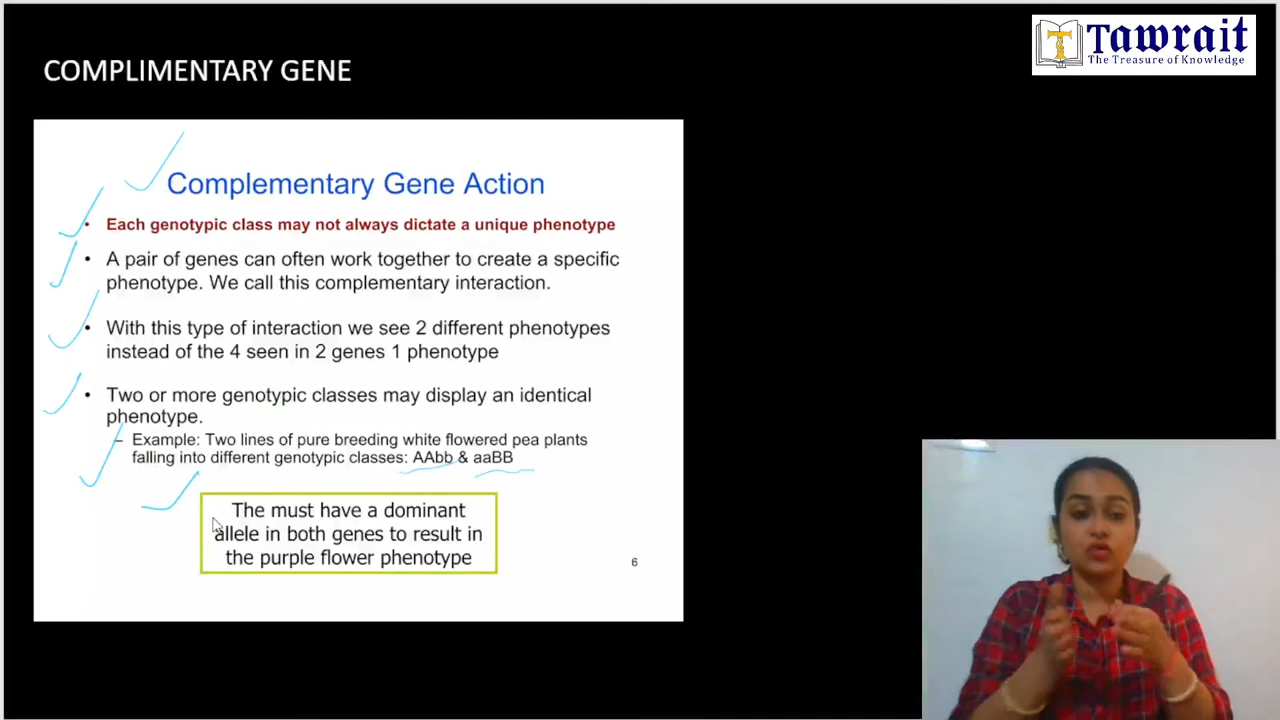 COMPLIMENTARY GENE
Tawrait
The Treasure of Knowledge
Complementary Gene Action
• Each genotypic class may not always dictate a unique phenotype
• A pair of genes can often work together to create a specific
phenotype. We call this complementary interaction.
• With this type of interaction we see 2 different phenotypes
instead of the 4 seen in 2 genes 1 phenotype
• Two or more genotypic classes may display an identical
phenotype.
– Example: Two lines of pure breeding white flowered pea plants
falling into different genotypic classes: AAbb & aaBB
The must have a dominant
allele in both genes to result in
the purple flower phenotype
6